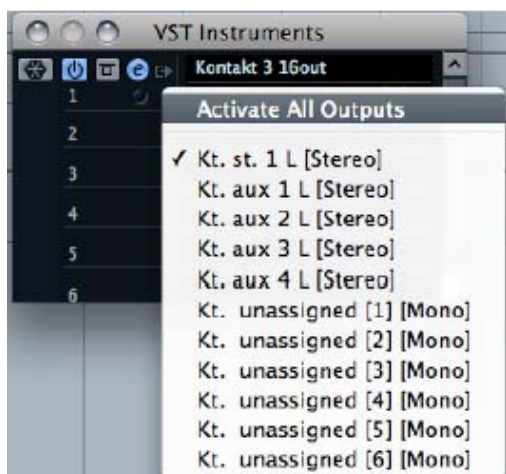 VST Instruments
e Kontakt 3 16out
1
Activate All Outputs
2
✓ Kt. st. 1 L [Stereo]
3
Kt. aux 1 L [Stereo]
Kt. aux 2 L [Stereo]
4
Kt. aux 3 L [Stereo]
5
Kt. aux 4 L [Stereo]
6
Kt. unassigned [1] [Mono]
Kt. unassigned [2] [Mono]
Kt. unassigned [3] [Mono]
Kt. unassigned [4] [Mono]
Kt. unassigned [5] [Mono]
Kt. unassigned [6] [Mono]